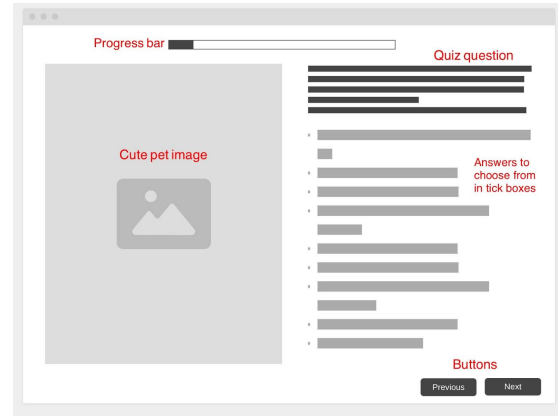 Progress bar
Quiz question
Cute pet image
Answers to
choose from
in tick boxes
Buttons
Previous
Next